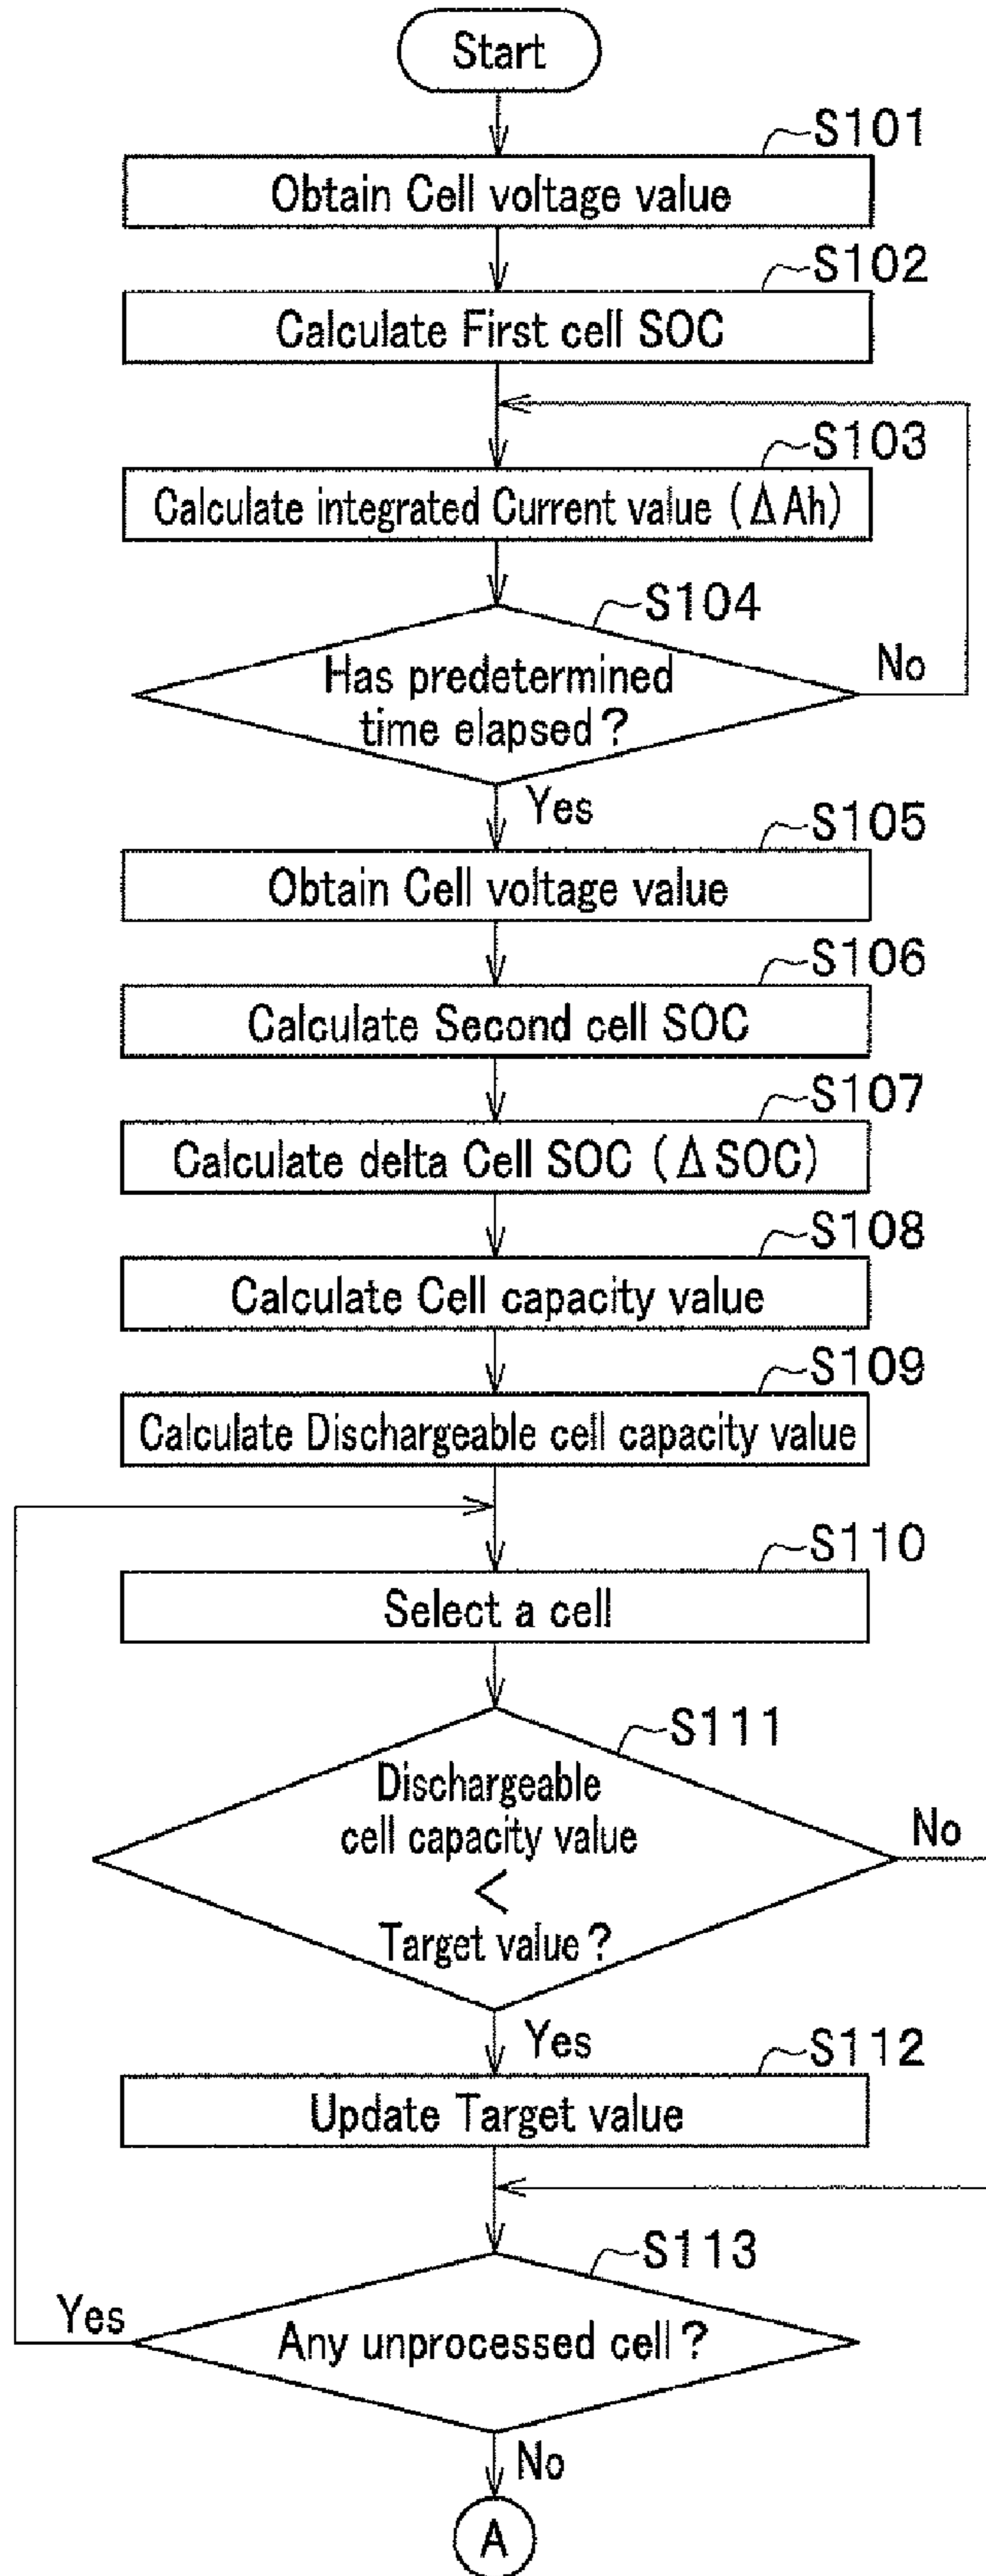 Start
S101
Obtain Cell voltage value
S102
Calculate First cell SOC
S103
Calculate integrated Current value (ΔAh)
S104
Has predetermined
time elapsed?
No
Yes
S105
Obtain Cell voltage value
S106
Calculate Second cell SOC
S107
Calculate delta Cell SOC (ΔSOC)
S108
Calculate Cell capacity value
S109
Calculate Dischargeable cell capacity value
S110
Select a cell
S111
Dischargeable
cell capacity value
<
Target value?
No
Yes
S112
Update Target value
S113
Any unprocessed cell?
Yes
No
A